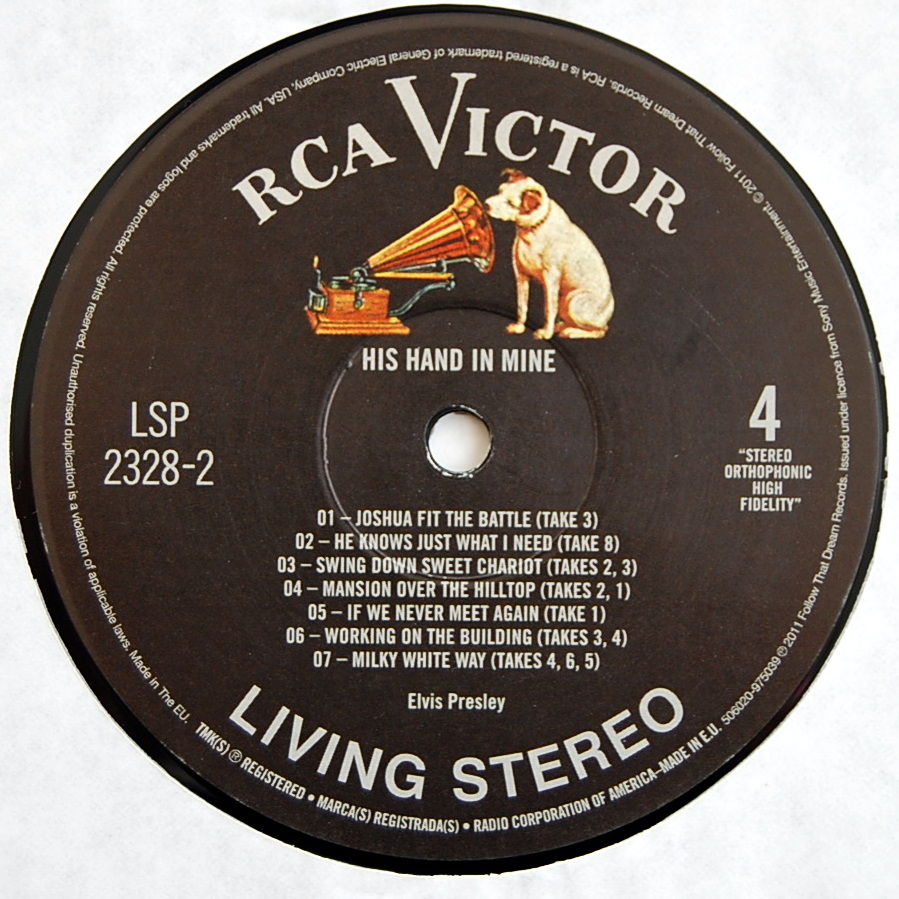 RCA VICTOR
HIS HAND IN MINE
LSP
2328-2
4
"STEREO
ORTHOPHONIC
HIGH
FIDELITY"
01 – JOSHUA FIT THE BATTLE (TAKE 3)
02 – HE KNOWS JUST WHAT I NEED (TAKE 8)
03 – SWING DOWN SWEET CHARIOT (TAKES 2, 3)
04 – MANSION OVER THE HILLTOP (TAKES 2, 1)
05 – IF WE NEVER MEET AGAIN (TAKE 1)
06 – WORKING ON THE BUILDING (TAKES 3, 4)
07 – MILKY WHITE WAY (TAKES 4, 6, 5)
Elvis Presley
LIVING STEREO
TMK(S) ® REGISTERED • MARCA(S) REGISTRADA(S) • RADIO CORPORATION OF AMERICA–MADE IN E.U. 506020-975039 ℗ 2011 Follow That Dream Records. Issued under licence from Sony Music Entertainment. © 2011 Follow That Dream Records. RCA is a registered trademark of General Electric Company, USA. All trademarks and logos are protected. All rights reserved. Unauthorised duplication is a violation of applicable laws. Made in The EU.